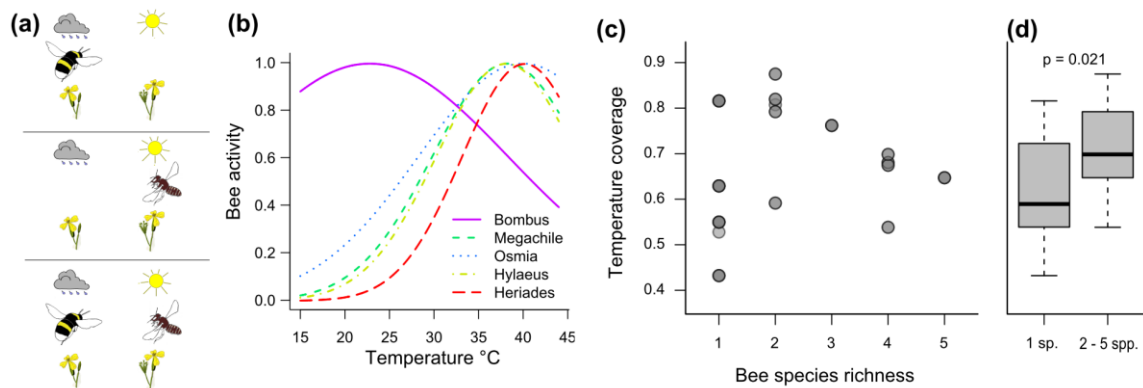 (a)
(b)
Bee activity
1.0
0.8
0.6
0.4
0.2
0.0
Bombus
Megachile
Osmia
Hylaeus
Heriades
15 20 25 30 35 40 45
Temperature °C
(c)
Temperature coverage
0.9
0.8
0.7
0.6
0.5
0.4
1 2 3 4 5
Bee species richness
(d)
p = 0.021
1 sp. 2 - 5 spp.